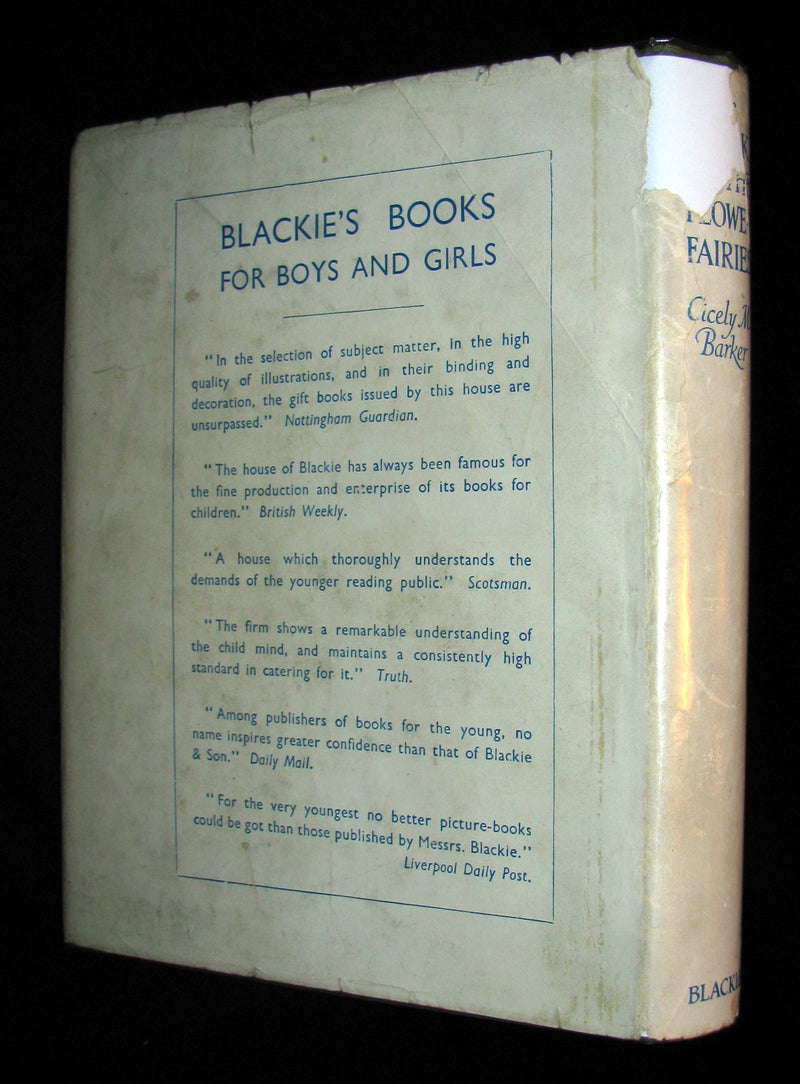 BLACKIE'S BOOKS
FOR BOYS AND GIRLS
"In the selection of subject matter, in the high
quality of illustrations, and in their binding and
decoration, the gift books issued by this house are
unsurpassed." Nottingham Guardian.
"The house of Blackie has always been famous for
the fine production and enterprise of its books for
children." British Weekly.
"A house which thoroughly understands the
demands of the younger reading public." Scotsman.
"The firm shows a remarkable understanding of
the child mind, and maintains a consistently high
standard in catering for it." Truth.
"Among publishers of books for the young, no
name inspires greater confidence than that of Blackie
& Son." Daily Mail.
"For the very youngest no better picture-books
could be got than those published by Messrs. Blackie."
Liverpool Daily Post.
FLOWE
FAIRIE
Cicely M
Barker
BLACKI